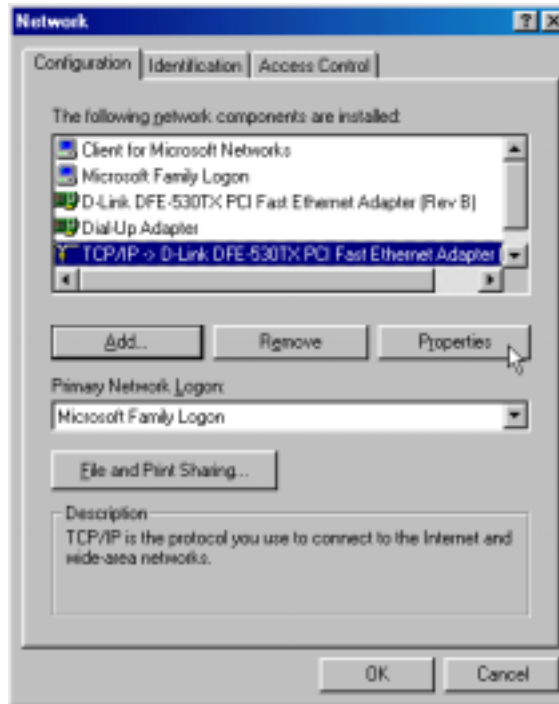 Network
Configuration Identification Access Control
The following network components are installed:
Client for Microsoft Networks
Microsoft Family Logon
D-Link DFE-530TX PCI Fast Ethernet Adapter (Rev B)
Dial-Up Adapter
TCP/IP -> D-Link DFE-530TX PCI Fast Ethernet Adapter (
Add... Remove Properties
Primary Network Logon:
Microsoft Family Logon
File and Print Sharing...
Description
TCP/IP is the protocol you use to connect to the Internet and
wide-area networks.
OK Cancel